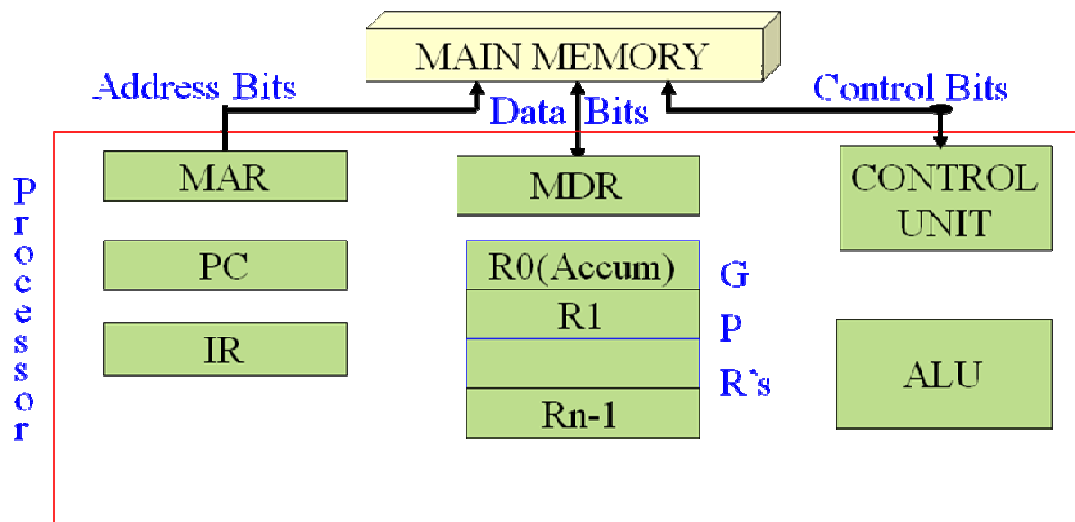 MAIN MEMORY
Address Bits
Data Bits
Control Bits
Processor
MAR
MDR
CONTROL
UNIT
PC
R0(Accum)
G
IR
R1
P
R`s
ALU
Rn-1